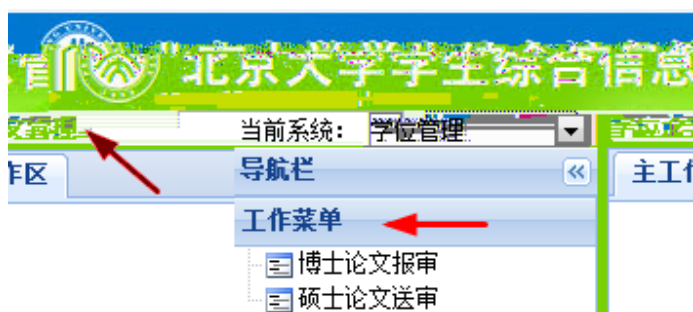 "北京大学学生综合信息
当前系统： 学位管理
作区
导航栏
主工作
工作菜单
博士论文报审
硕士论文送审